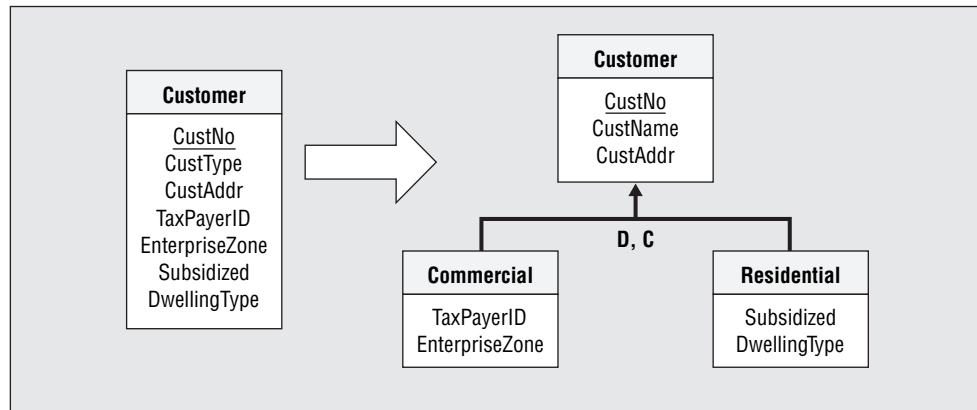 Customer
CustNo
CustType
CustAddr
TaxPayerID
EnterpriseZone
Subsidized
DwellingType
Customer
CustNo
CustName
CustAddr
D, C
Commercial
TaxPayerID
EnterpriseZone
Residential
Subsidized
DwellingType